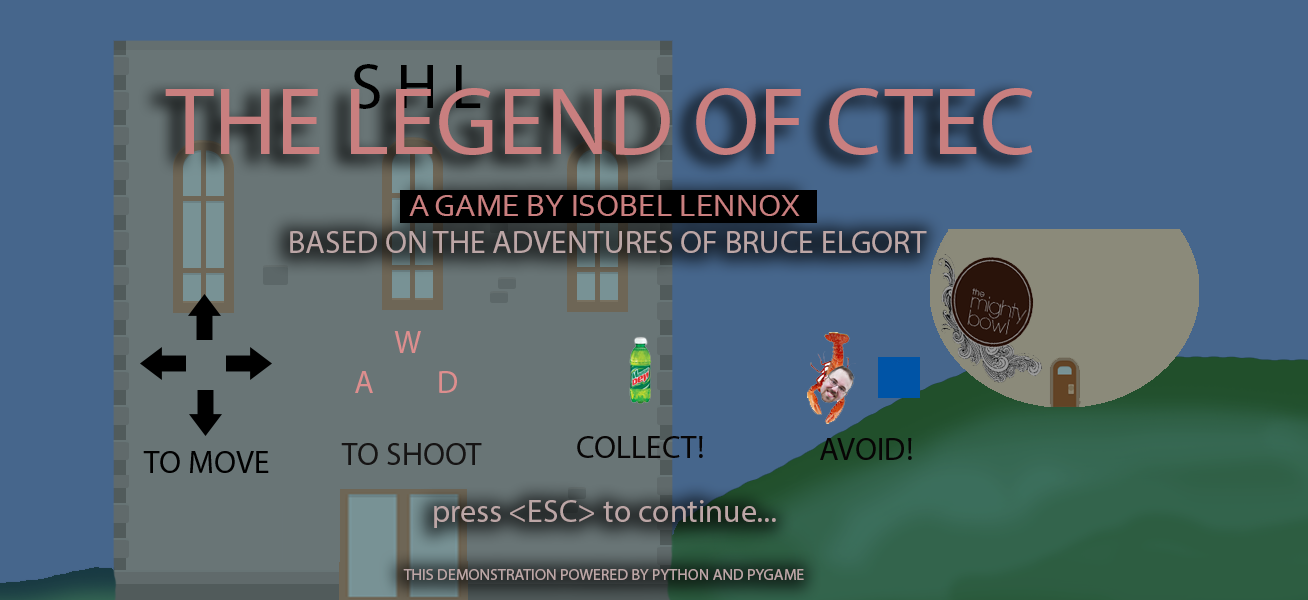 S H L
THE LEGEND OF CTEC
A GAME BY ISOBEL LENNOX
BASED ON THE ADVENTURES OF BRUCE ELGORT
the
mighty
bowl
W
A D
TO MOVE
TO SHOOT
COLLECT!
AVOID!
press <ESC> to continue...
THIS DEMONSTRATION POWERED BY PYTHON AND PYGAME